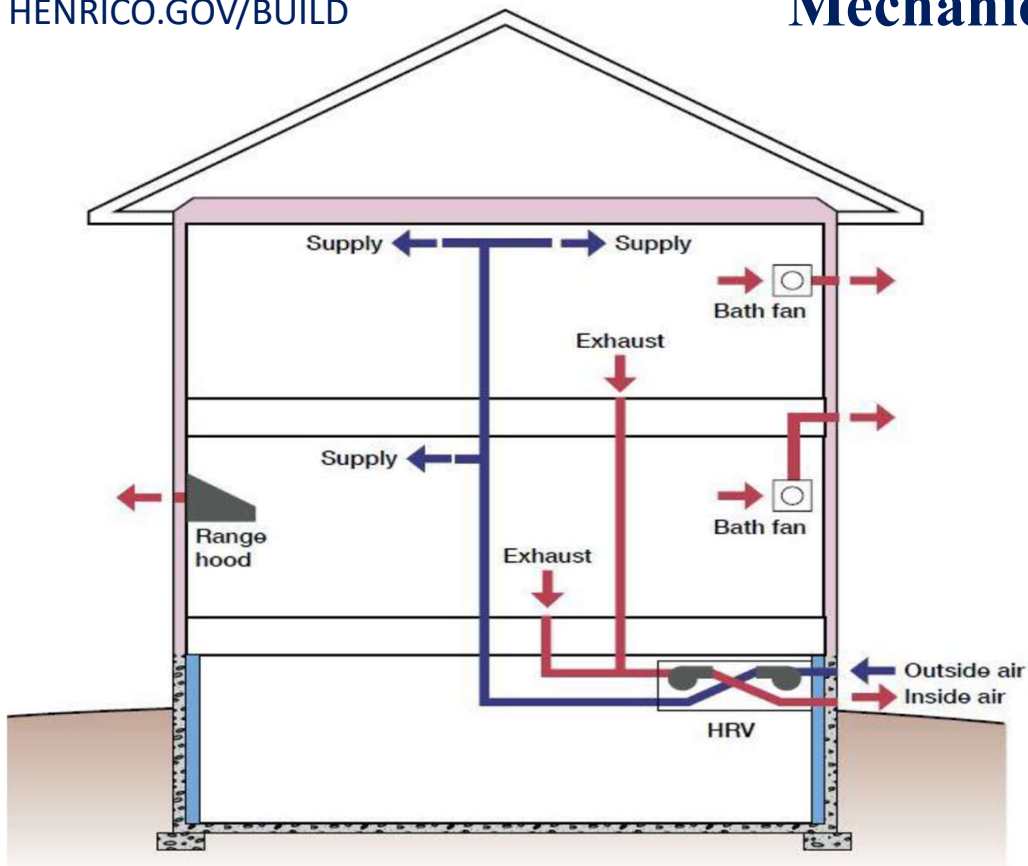 HENRICO.GOV/BUILD
Mechanic
Supply
Supply
Bath fan
Exhaust
Supply
Bath fan
Range
hood
Exhaust
Outside air
Inside air
HRV